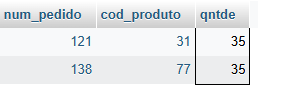 num_pedido cod_produto qntde
121 31 35
138 77 35